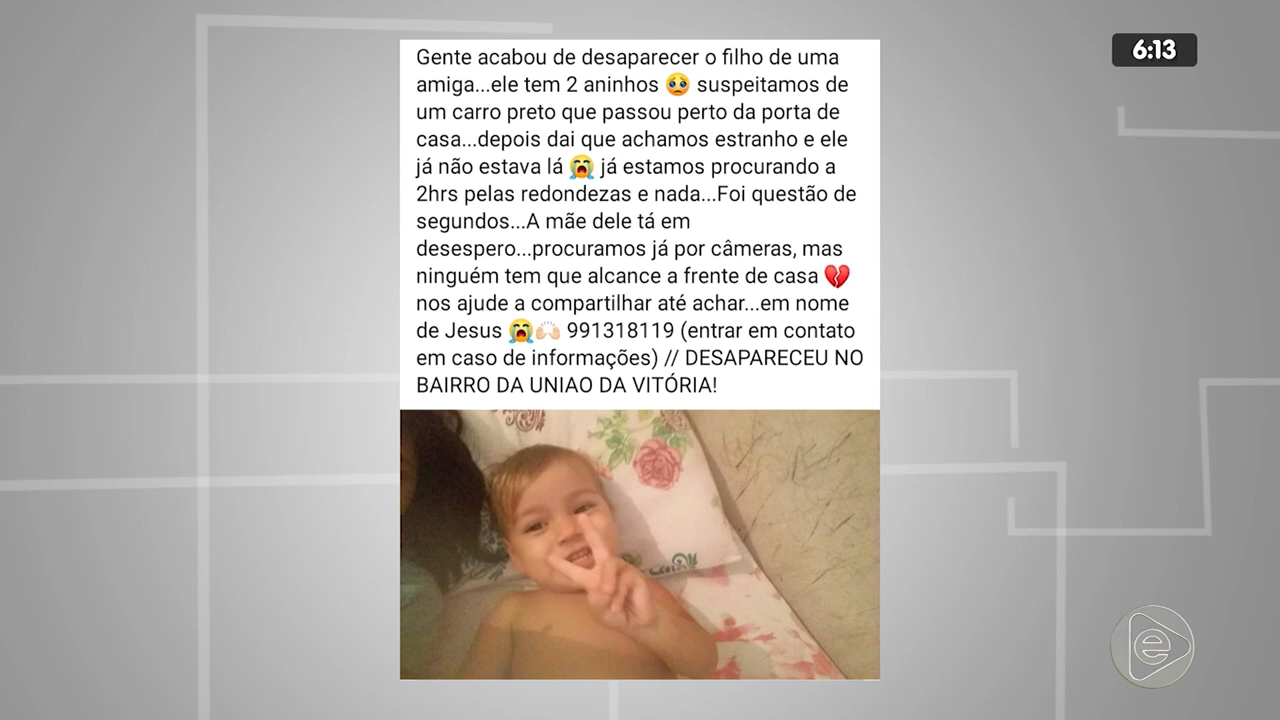 6:13
Gente acabou de desaparecer o filho de uma
amiga...ele tem 2 aninhos 🥹 suspeitamos de
um carro preto que passou perto da porta de
casa...depois dai que achamos estranho e ele
já não estava lá 😭 já estamos procurando a
2hrs pelas redondezas e nada...Foi questão de
segundos...A mãe dele tá em
desespero...procuramos já por câmeras, mas
ninguém tem que alcance a frente de casa 💔
nos ajude a compartilhar até achar...em nome
de Jesus 😭🙌🏻 991318119 (entrar em contato
em caso de informações) // DESAPARECEU NO
BAIRRO DA UNIAO DA VITÓRIA!
e